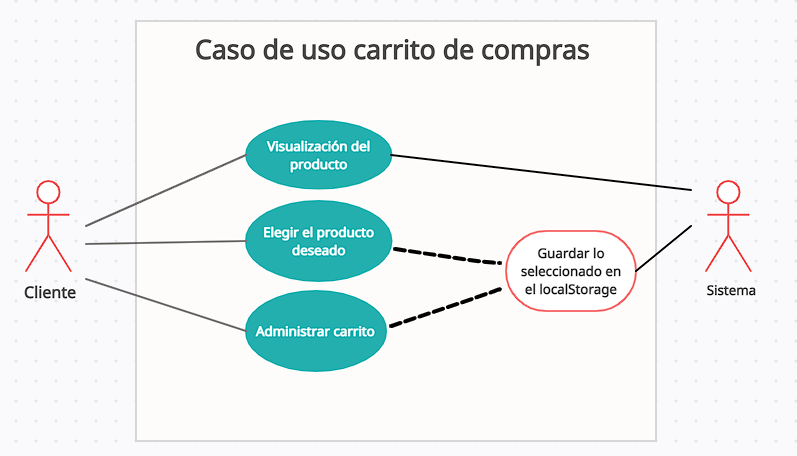 Caso de uso carrito de compras
Visualización del
producto
Elegir el producto
deseado
Guardar lo
seleccionado en
el localStorage
Cliente
Sistema
Administrar carrito